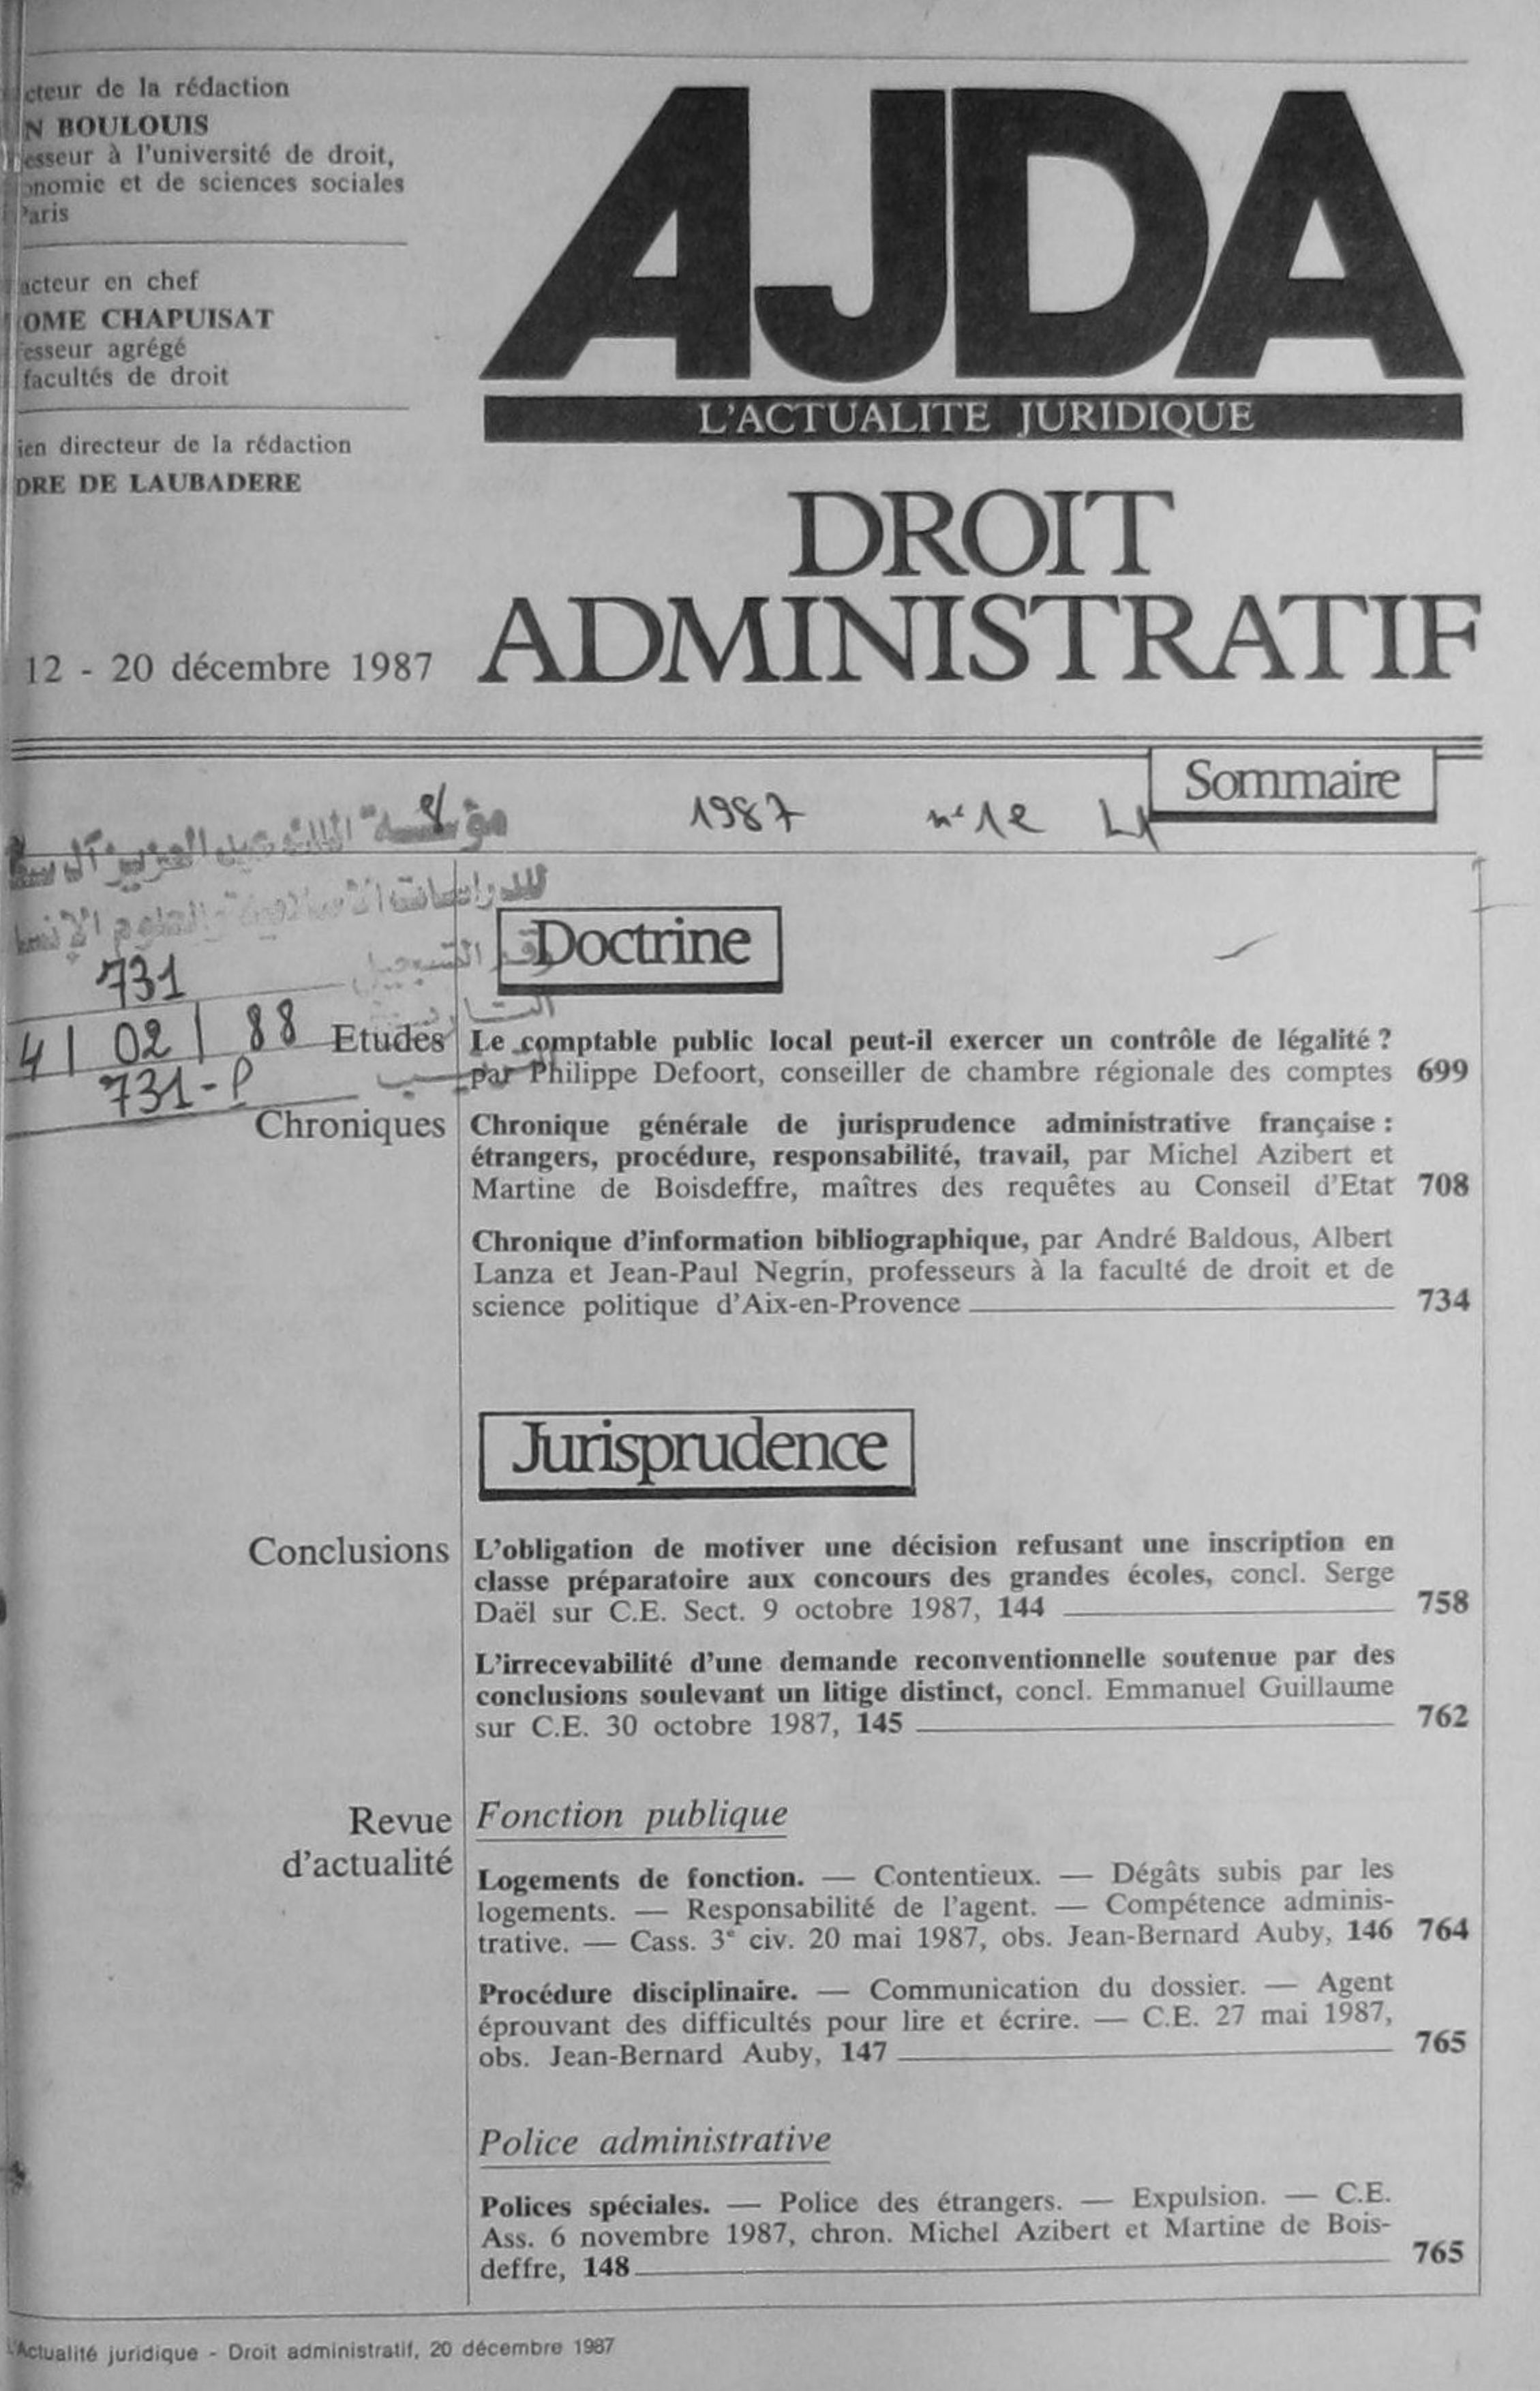 cteur de la rédaction
N BOULOUIS
esseur à l'université de droit,
onomie et de sciences sociales
Paris
acteur en chef
OME CHAPUISAT
esseur agrégé
facultés de droit
ien directeur de la rédaction
DRE DE LAUBADERE
AJDA
L'ACTUALITE JURIDIQUE
DROIT
ADMINISTRATIF
12 - 20 décembre 1987
Sommaire
1987 n° 12
مؤسسة الملك عبد العزيز آل
للدراسات الإسلامية والعلوم
رقم التسجيل
731
التاريخ
4 | 02 | 88
731-P
Doctrine
Etudes
Le comptable public local peut-il exercer un contrôle de légalité ?
par Philippe Defoort, conseiller de chambre régionale des comptes 699
Chroniques
Chronique générale de jurisprudence administrative française :
étrangers, procédure, responsabilité, travail, par Michel Azibert et
Martine de Boisdeffre, maîtres des requêtes au Conseil d'Etat 708
Chronique d'information bibliographique, par André Baldous, Albert
Lanza et Jean-Paul Negrin, professeurs à la faculté de droit et de
science politique d'Aix-en-Provence 734
Jurisprudence
Conclusions
L'obligation de motiver une décision refusant une inscription en
classe préparatoire aux concours des grandes écoles, concl. Serge
Daël sur C.E. Sect. 9 octobre 1987, 144 758
L'irrecevabilité d'une demande reconventionnelle soutenue par des
conclusions soulevant un litige distinct, concl. Emmanuel Guillaume
sur C.E. 30 octobre 1987, 145 762
Revue
d'actualité
Fonction publique
Logements de fonction. — Contentieux. — Dégâts subis par les
logements. — Responsabilité de l'agent. — Compétence adminis-
trative. — Cass. 3e civ. 20 mai 1987, obs. Jean-Bernard Auby, 146 764
Procédure disciplinaire. — Communication du dossier. — Agent
éprouvant des difficultés pour lire et écrire. — C.E. 27 mai 1987,
obs. Jean-Bernard Auby, 147 765
Police administrative
Polices spéciales. — Police des étrangers. — Expulsion. — C.E.
Ass. 6 novembre 1987, chron. Michel Azibert et Martine de Bois-
deffre, 148 765
L'Actualité juridique - Droit administratif, 20 décembre 1987